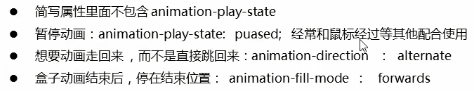 ● 简写属性里面不包含 animation-play-state
● 暂停动画：animation-play-state: puased; 经常和鼠标经过等其他配合使用
● 想要动画走回来 ，而不是直接跳回来：animation-direction ： alternate
● 盒子动画结束后，停在结束位置： animation-fill-mode ： forwards